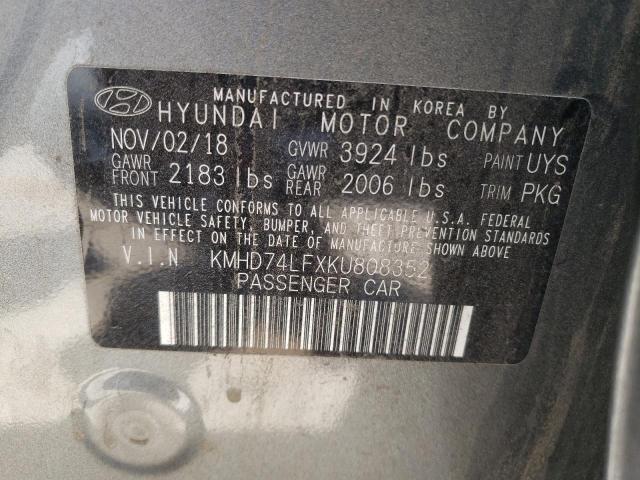 MANUFACTURED IN KOREA BY
HYUNDAI MOTOR COMPANY
NOV/02/18 GVWR 3924 lbs PAINT UYS
GAWR FRONT 2183 lbs GAWR REAR 2006 lbs TRIM PKG
THIS VEHICLE CONFORMS TO ALL APPLICABLE U.S.A. FEDERAL
MOTOR VEHICLE SAFETY, BUMPER, AND THEFT PREVENTION STANDARDS
IN EFFECT ON THE DATE OF MANUFACTURE SHOWN ABOVE.
V.I.N KMHD74LFXKU808352
PASSENGER CAR